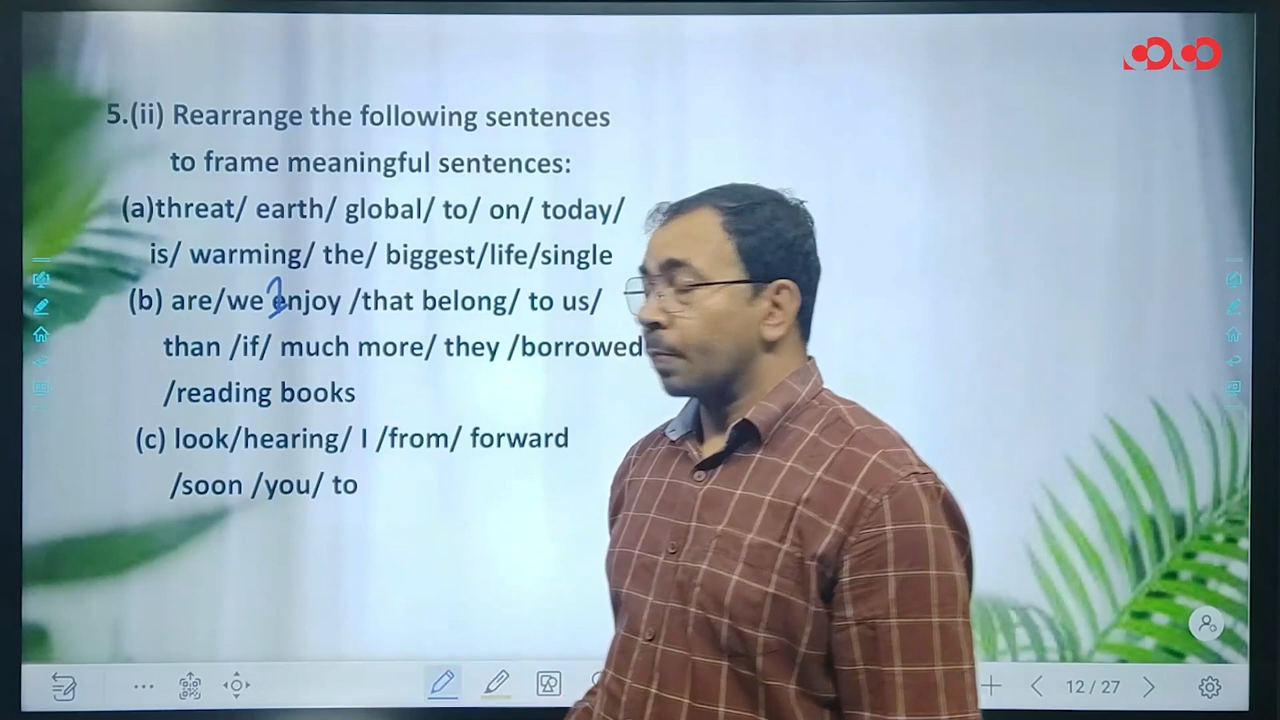 5.(ii) Rearrange the following sentences
to frame meaningful sentences:
(a)threat/ earth/ global/ to/ on/ today/
is/ warming/ the/ biggest/life/single
(b) are/we enjoy /that belong/ to us/
than /if/ much more/ they /borrowed
/reading books
(c) look/hearing/ I /from/ forward
/soon /you/ to
12 / 27